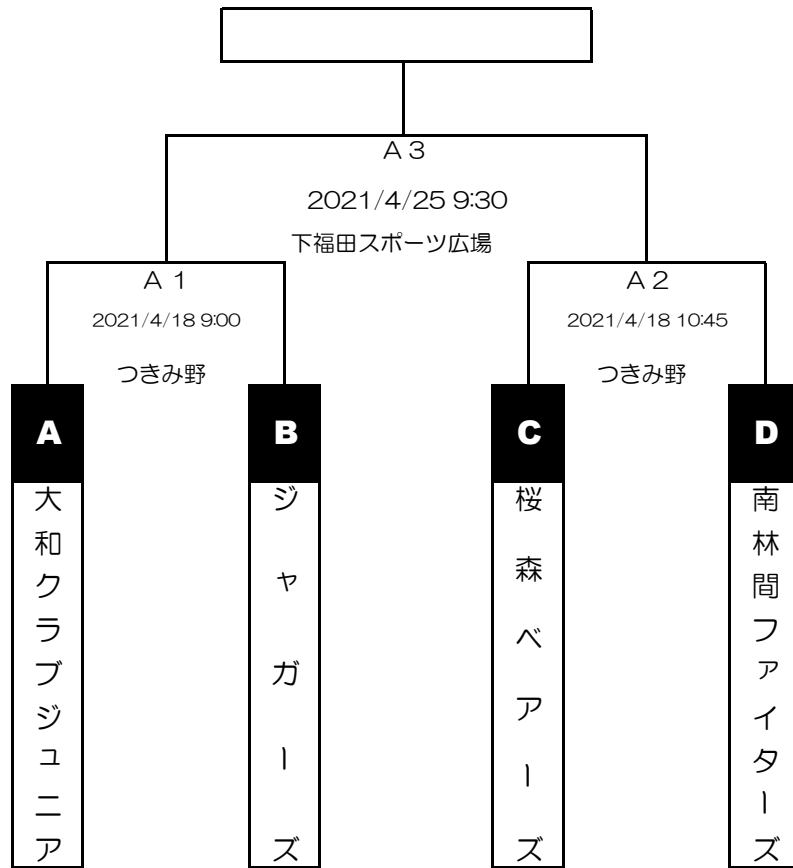 A3
2021/4/25 9:30
下福田スポーツ広場
A1
2021/4/18 9:00
つきみ野
A2
2021/4/18 10:45
つきみ野
A
B
C
D
大和クラブジュニア
ジャガーズ
桜森ベアーズ
南林間ファイターズ